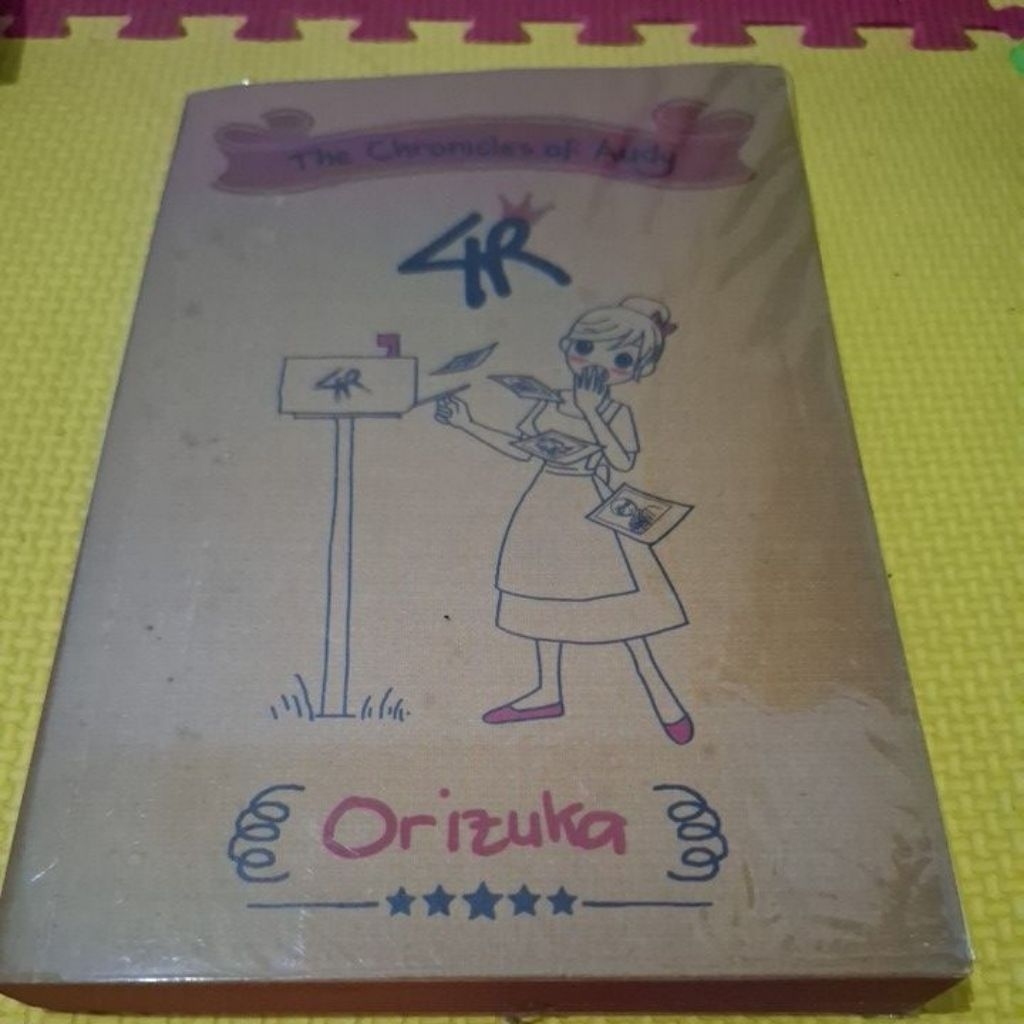 The Chronicles of Audy
4R
4R
Orizuka